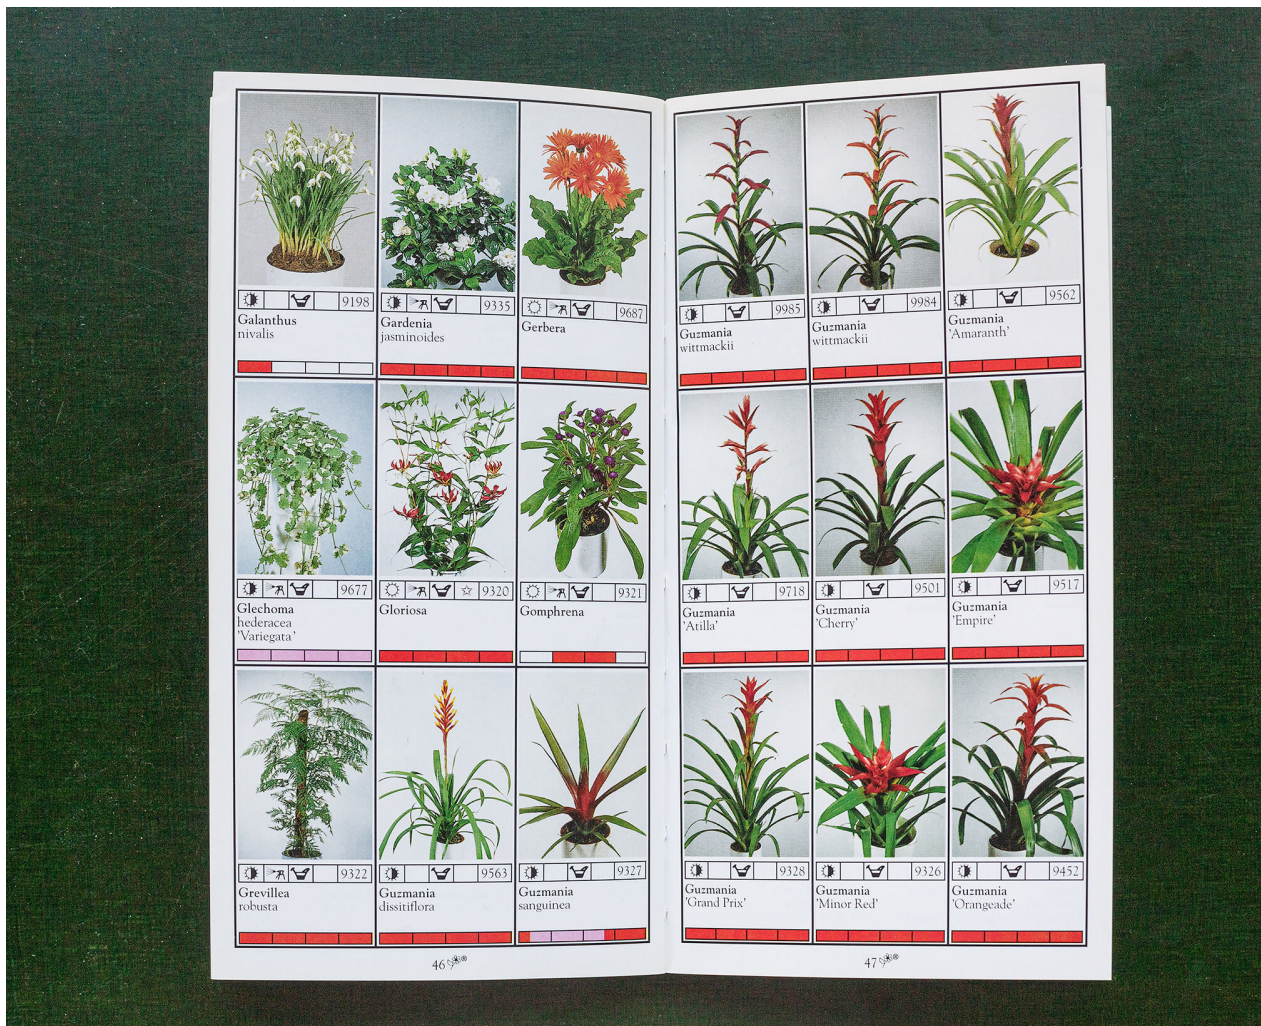 9198
Galanthus
nivalis
9335
Gardenia
jasminoides
9687
Gerbera
9677
Glechoma
hederacea
'Variegata'
9320
Gloriosa
9321
Gomphrena
9322
Grevillea
robusta
9563
Guzmania
dissitiflora
9327
Guzmania
sanguinea
46
9985
Guzmania
wittmackii
9984
Guzmania
wittmackii
9562
Guzmania
'Amaranth'
9718
Guzmania
'Atilla'
9501
Guzmania
'Cherry'
9517
Guzmania
'Empire'
9328
Guzmania
'Grand Prix'
9326
Guzmania
'Minor Red'
9452
Guzmania
'Orangeade'
47